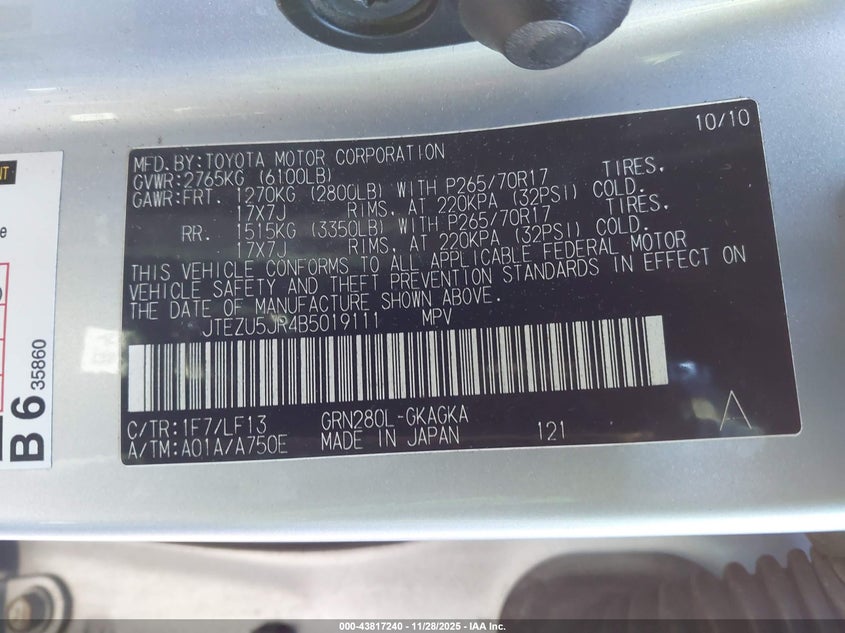 10/10
MFD. BY: TOYOTA MOTOR CORPORATION
GVWR: 2765KG (6100LB)
GAWR: FRT. 1270KG (2800LB) WITH P265/70R17 TIRES.
17X7J RIMS, AT 220KPA (32PSI) COLD.
RR. 1515KG (3350LB) WITH P265/70R17 TIRES.
17X7J RIMS, AT 220KPA (32PSI) COLD.
THIS VEHICLE CONFORMS TO ALL APPLICABLE FEDERAL MOTOR
VEHICLE SAFETY AND THEFT PREVENTION STANDARDS IN EFFECT ON
THE DATE OF MANUFACTURE SHOWN ABOVE.
JTEZU5JR4B5019111 MPV
C/TR: 1F7/LF13 GRN280L-GKAGKA
A/TM: A01A/A750E MADE IN JAPAN 121
A
B6 35860
000-43817240 - 11/28/2025 - IAA Inc.